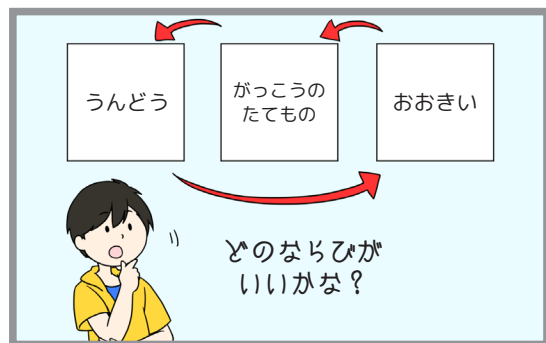 うんどう
がっこうの
たてもの
おおきい
どのならびが
いいかな？